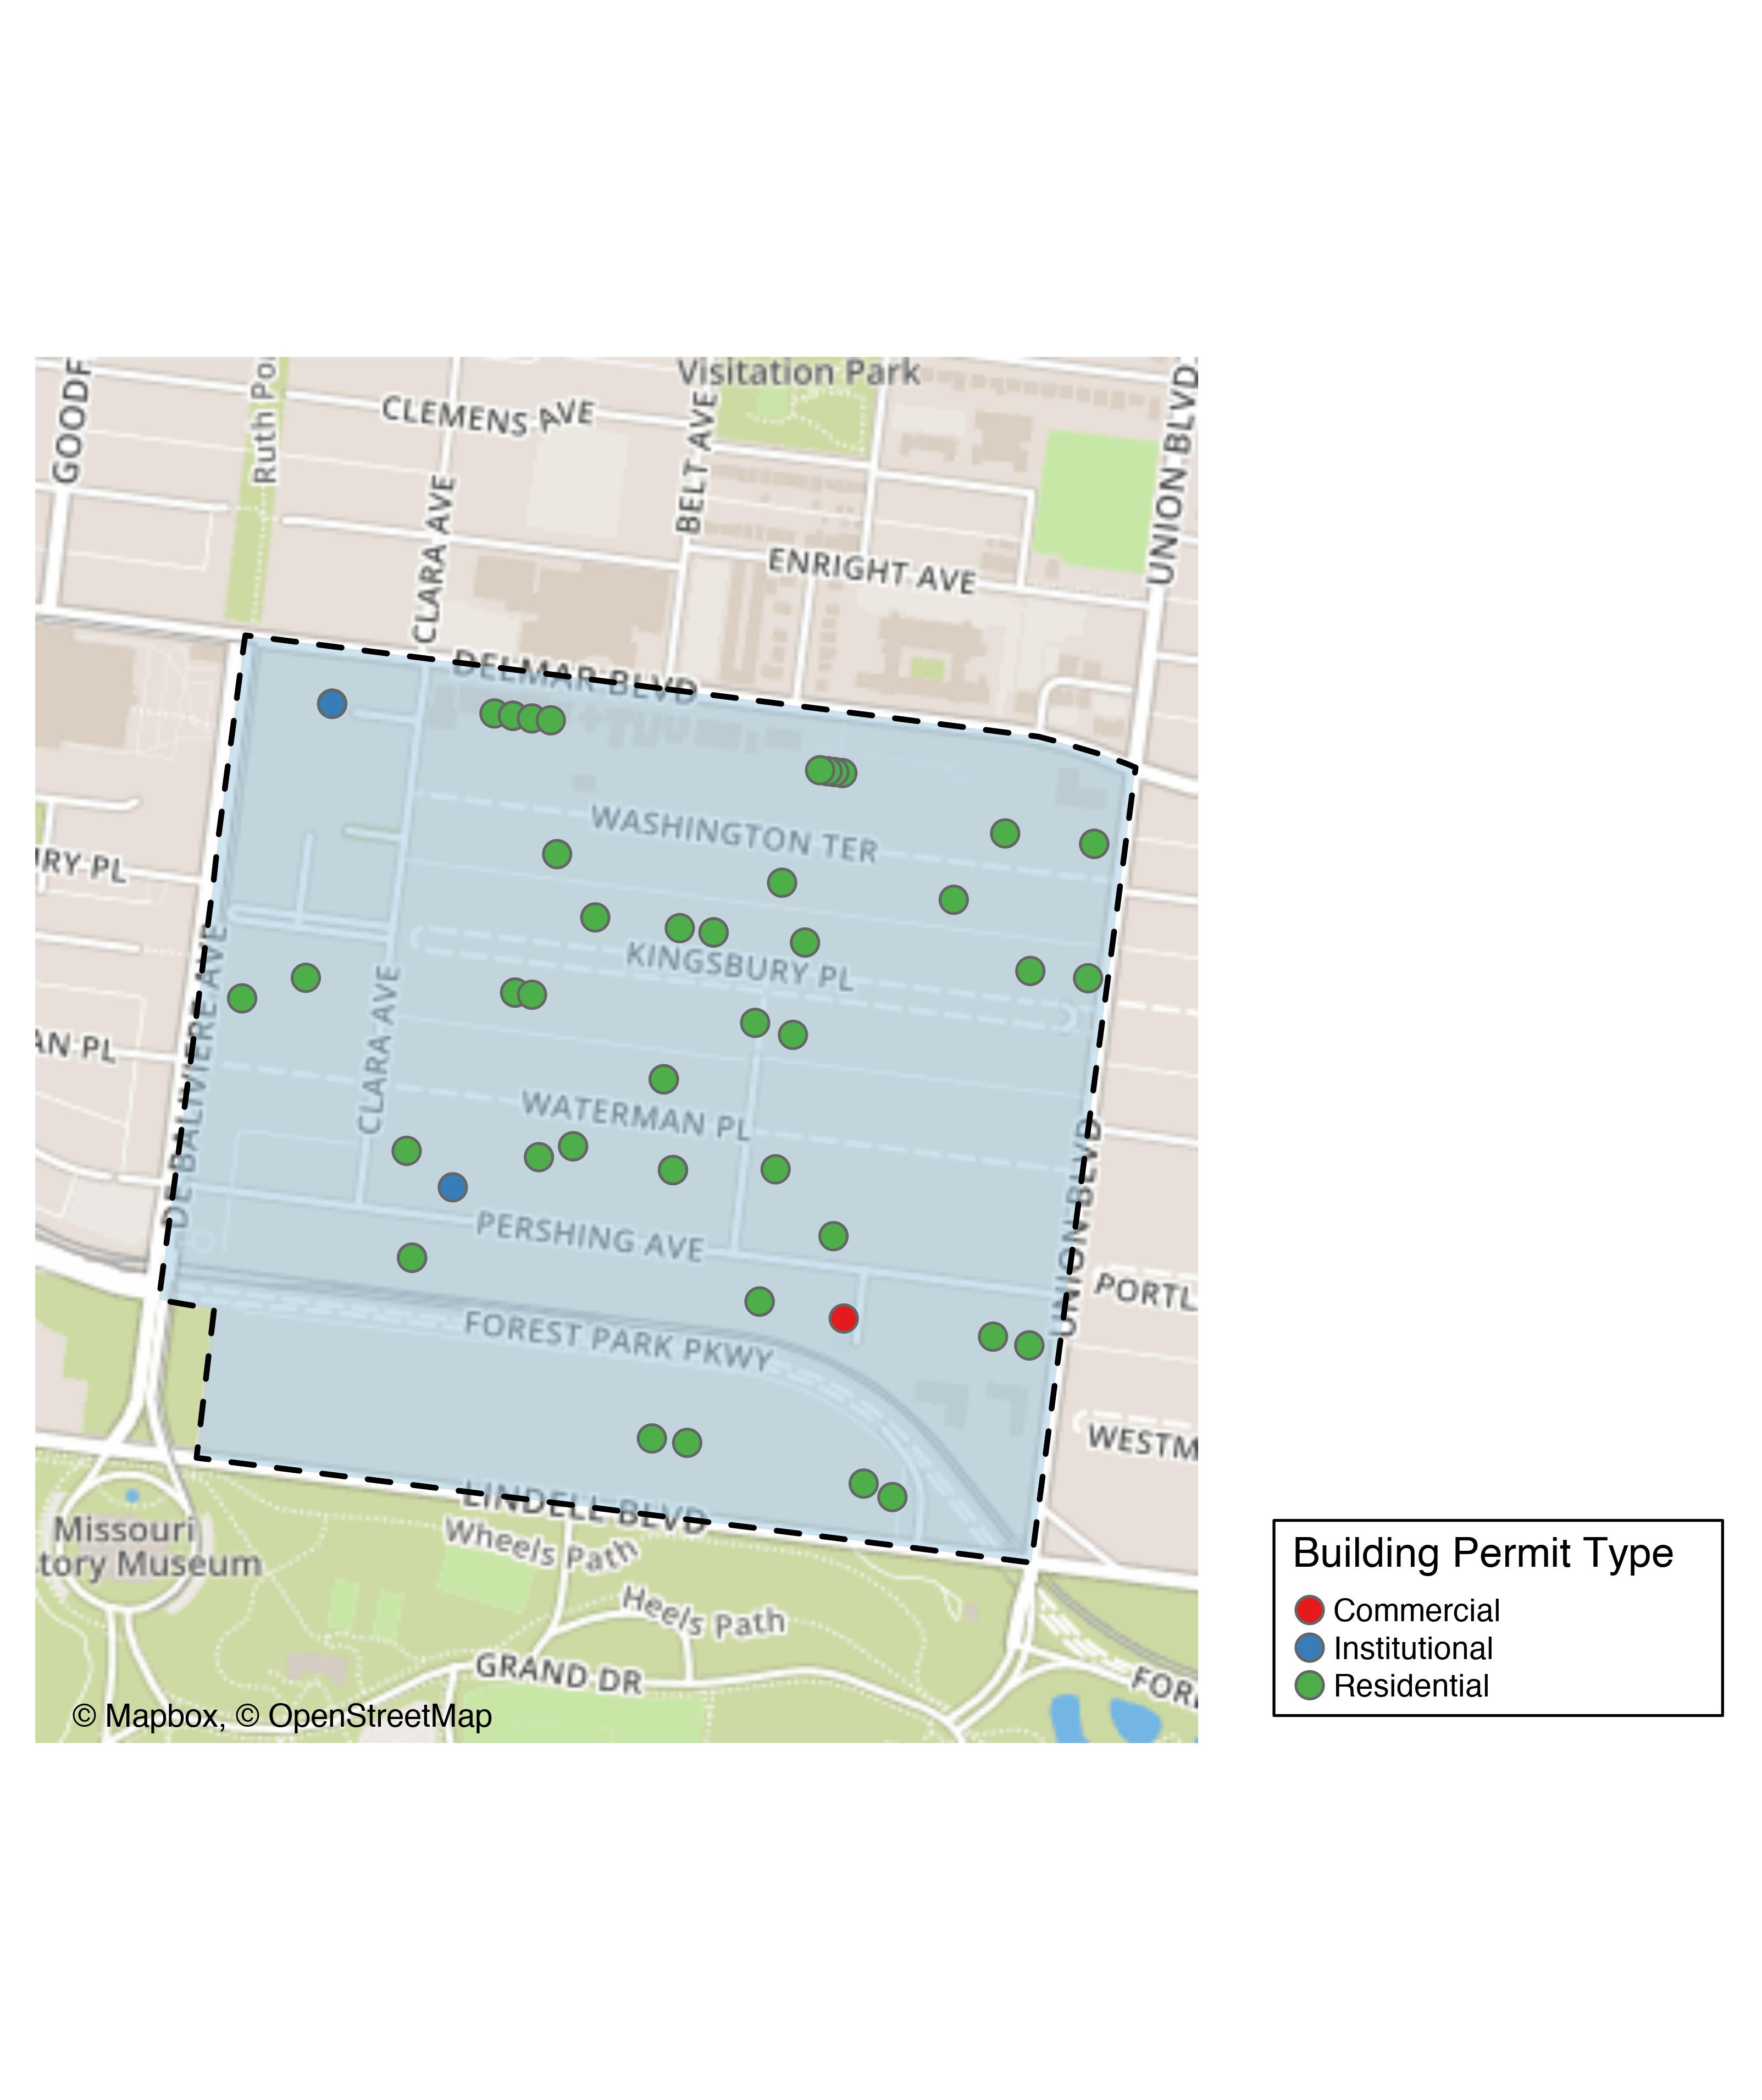 Visitation Park
GOODF
Ruth Po
CLEMENS AVE
BELT AVE
UNION BLVD
CLARA AVE
ENRIGHT AVE
DELMAR BLVD
WASHINGTON TER
IRY PL
KINGSBURY PL
DEBALIVIERE AVE
CLARA AVE
AN PL
WATERMAN PL
UNION BLVD
PERSHING AVE
PORTL
FOREST PARK PKWY
WESTM
LINDELL BLVD
Missouri
tory Museum
Wheels Path
Heels Path
GRAND DR
FOR
© Mapbox, © OpenStreetMap
Building Permit Type
Commercial
Institutional
Residential